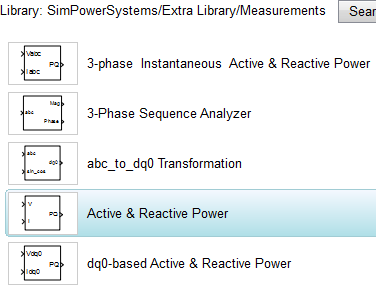 Library: SimPowerSystems/Extra Library/Measurements Sear
Vabc
Iabc
PQ
3-phase Instantaneous Active & Reactive Power
abc
Mag
Phase
3-Phase Sequence Analyzer
abc
sin_cos
dq0
abc_to_dq0 Transformation
V
I
PQ
Active & Reactive Power
Vdq0
Idq0
PQ
dq0-based Active & Reactive Power